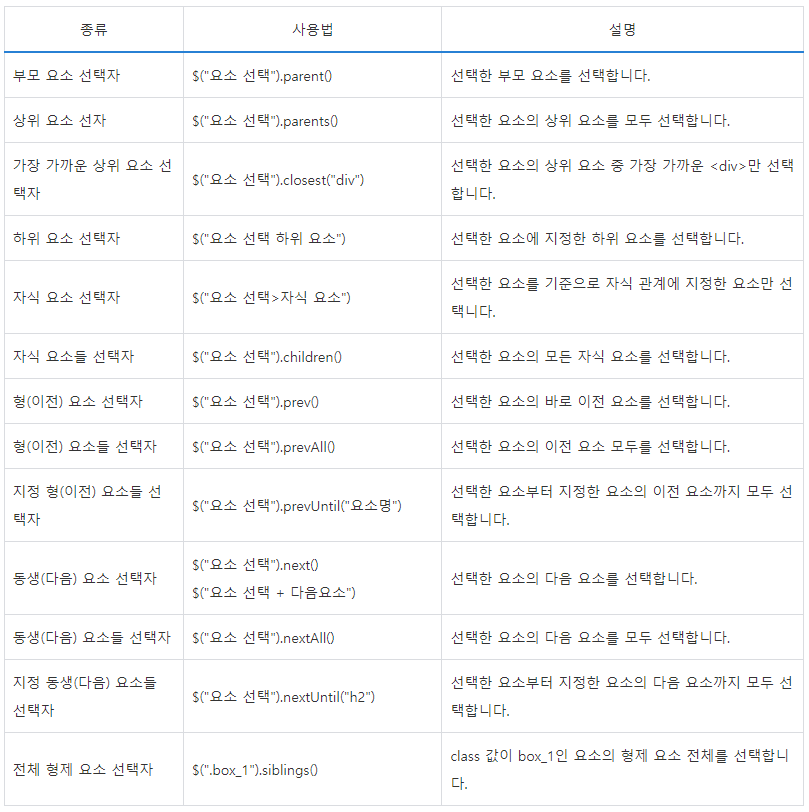 종류
사용법
설명
부모 요소 선택자
$("요소 선택").parent()
선택한 부모 요소를 선택합니다.
상위 요소 선자
$("요소 선택").parents()
선택한 요소의 상위 요소를 모두 선택합니다.
가장 가까운 상위 요소 선
택자
$("요소 선택").closest("div")
선택한 요소의 상위 요소 중 가장 가까운 <div>만 선택
합니다.
하위 요소 선택자
$("요소 선택 하위 요소")
선택한 요소에 지정한 하위 요소를 선택합니다.
자식 요소 선택자
$("요소 선택>자식 요소")
선택한 요소를 기준으로 자식 관계에 지정한 요소만 선
택니다.
자식 요소들 선택자
$("요소 선택").children()
선택한 요소의 모든 자식 요소를 선택합니다.
형(이전) 요소 선택자
$("요소 선택").prev()
선택한 요소의 바로 이전 요소를 선택합니다.
형(이전) 요소들 선택자
$("요소 선택").prevAll()
선택한 요소의 이전 요소 모두를 선택합니다.
지정 형(이전) 요소들 선
택자
$("요소 선택").prevUntil("요소명")
선택한 요소부터 지정한 요소의 이전 요소까지 모두 선
택합니다.
동생(다음) 요소 선택자
$("요소 선택").next()
$("요소 선택 + 다음요소")
선택한 요소의 다음 요소를 선택합니다.
동생(다음) 요소들 선택자
$("요소 선택").nextAll()
선택한 요소의 다음 요소를 모두 선택합니다.
지정 동생(다음) 요소들
선택자
$("요소 선택").nextUntil("h2")
선택한 요소부터 지정한 요소의 다음 요소까지 모두 선
택합니다.
전체 형제 요소 선택자
$(".box_1").siblings()
class 값이 box_1인 요소의 형제 요소 전체를 선택합니
다.